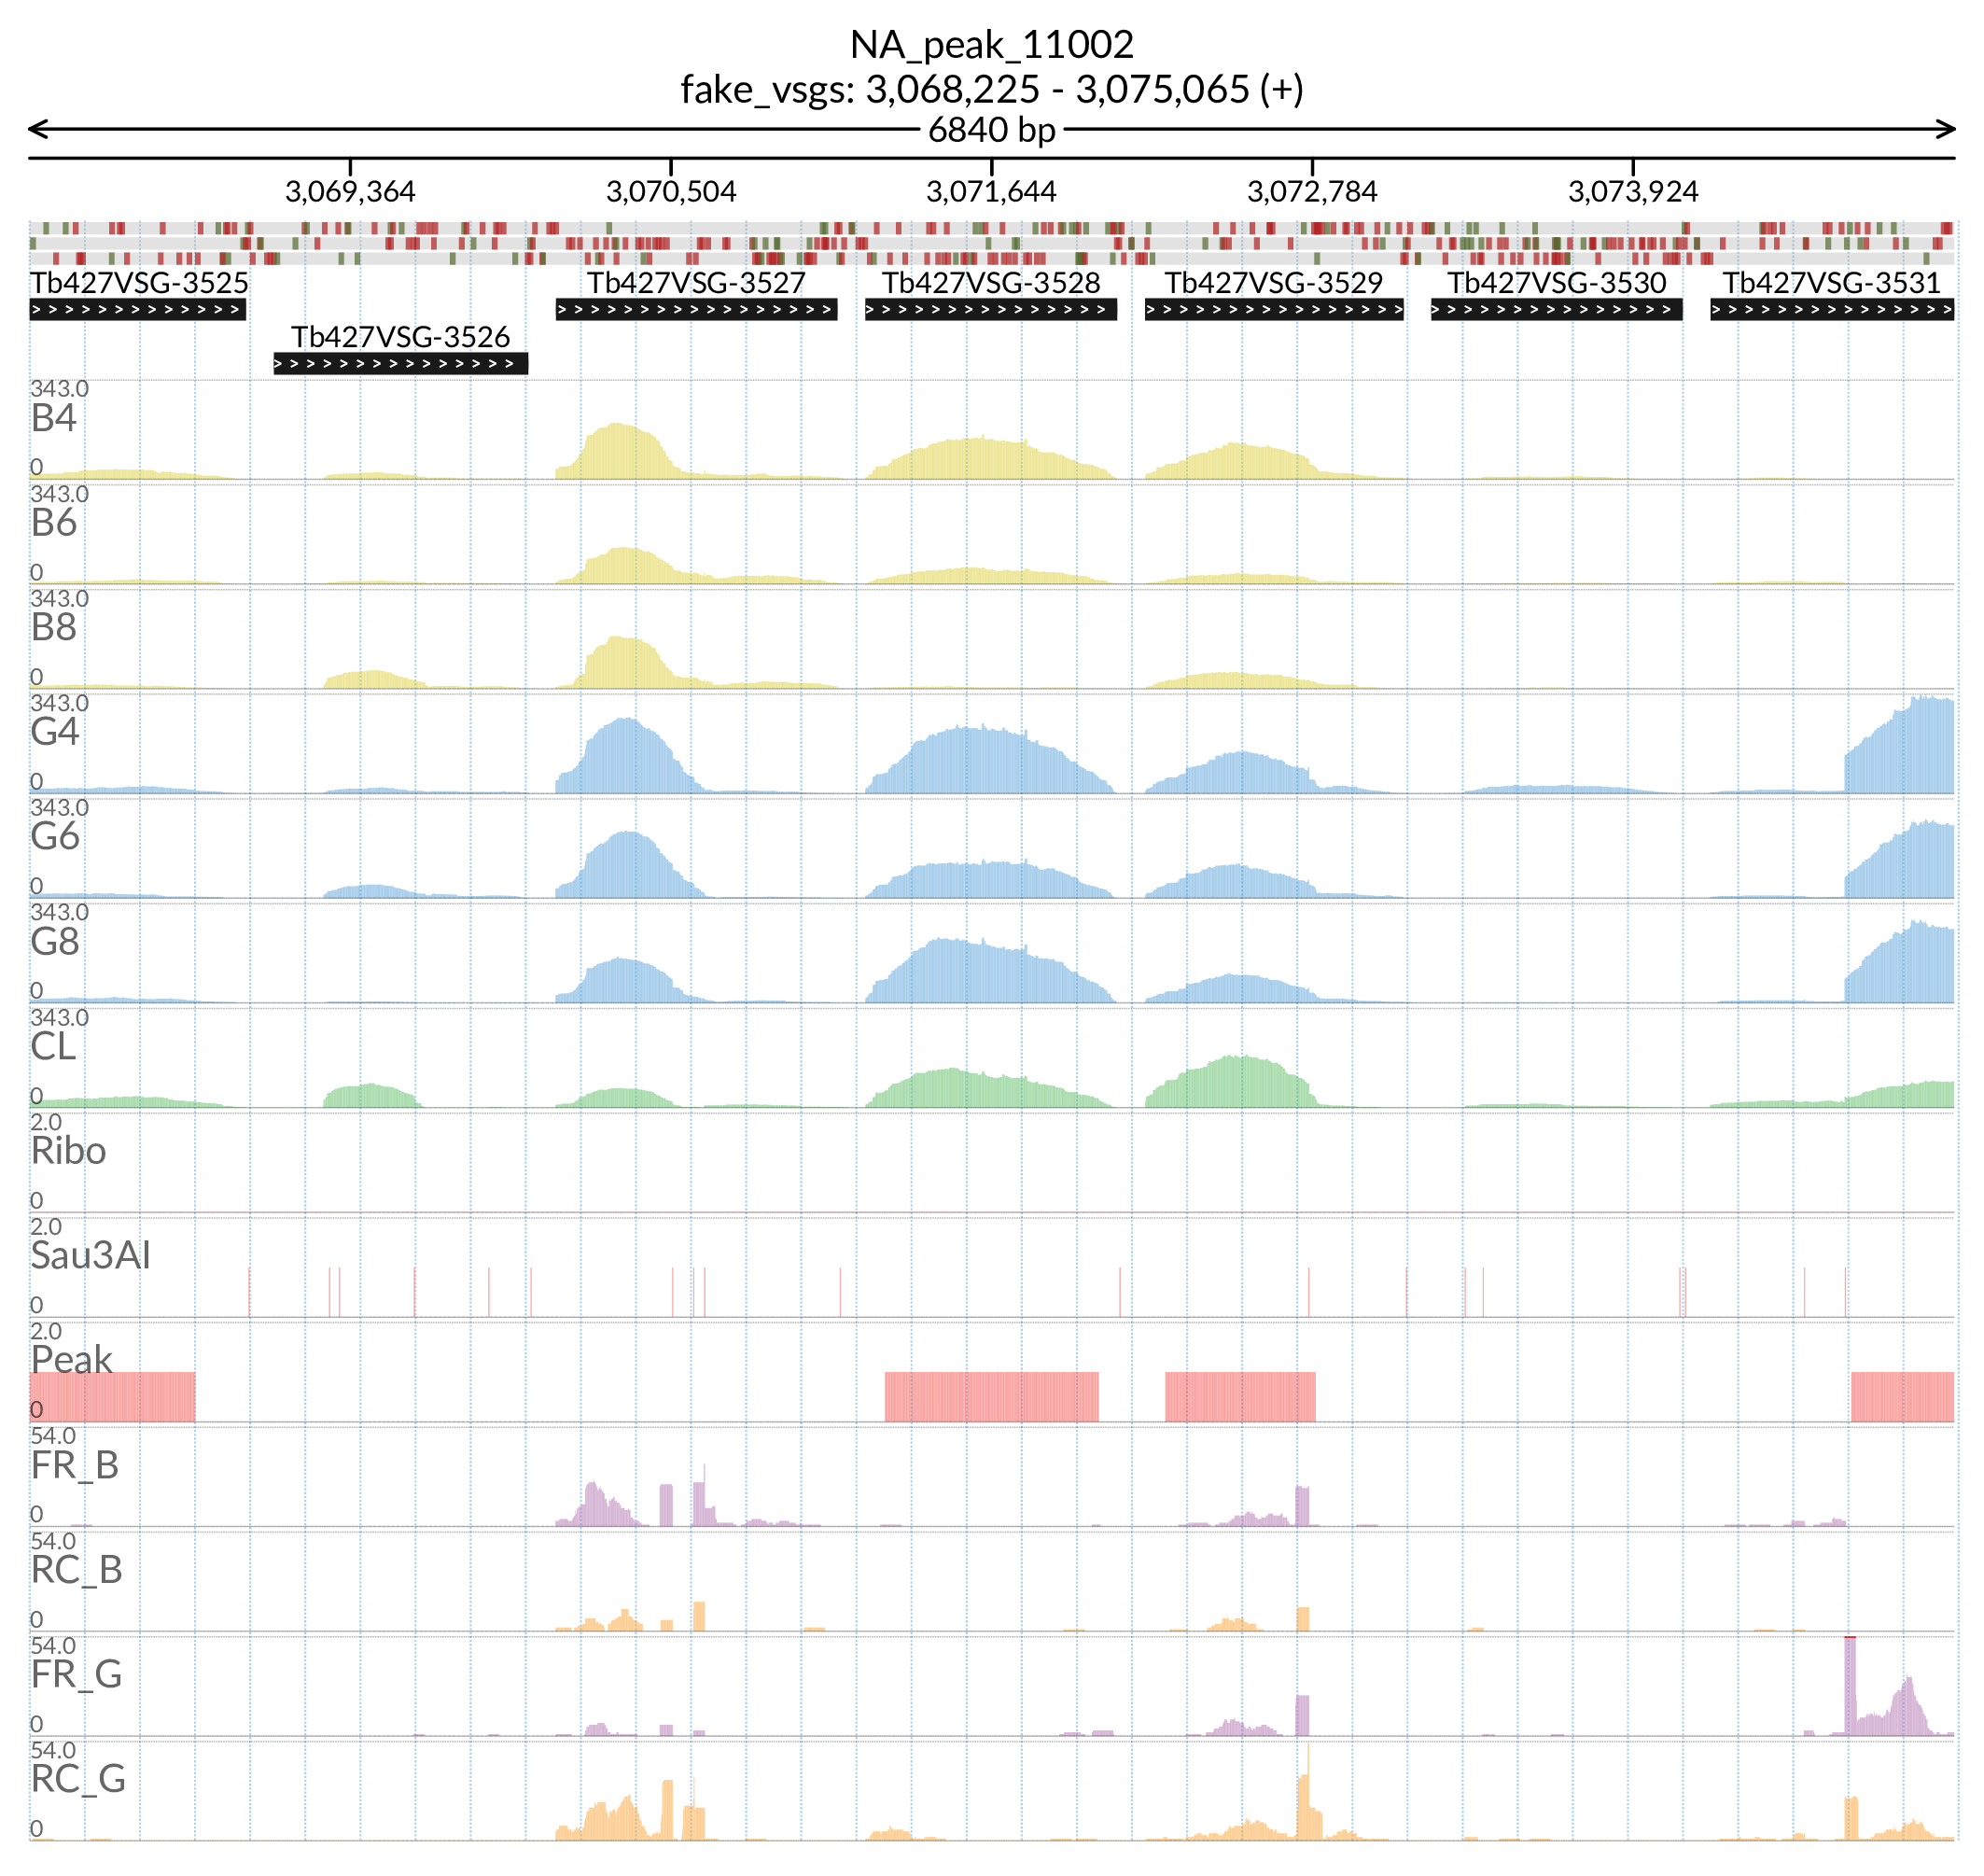 NA_peak_11002
fake_vsgs: 3,068,225 - 3,075,065 (+)
6840 bp
3,069,364 3,070,504 3,071,644 3,072,784 3,073,924
Tb427VSG-3525 Tb427VSG-3527 Tb427VSG-3528 Tb427VSG-3529 Tb427VSG-3530 Tb427VSG-3531
Tb427VSG-3526
343.0
B4
0
343.0
B6
0
343.0
B8
0
343.0
G4
0
343.0
G6
0
343.0
G8
0
343.0
CL
0
2.0
Ribo
0
2.0
Sau3AI
0
2.0
Peak
0
54.0
FR_B
0
54.0
RC_B
0
54.0
FR_G
0
54.0
RC_G
0